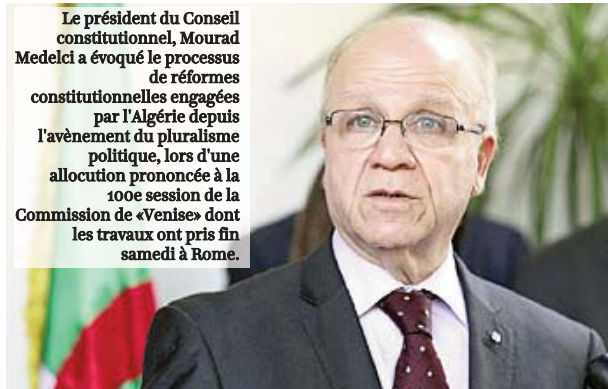 Le président du Conseil
constitutionnel, Mourad
Medelci a évoqué le processus
de réformes
constitutionnelles engagées
par l'Algérie depuis
l'avènement du pluralisme
politique, lors d'une
allocution prononcée à la
100e session de la
Commission de «Venise» dont
les travaux ont pris fin
samedi à Rome.